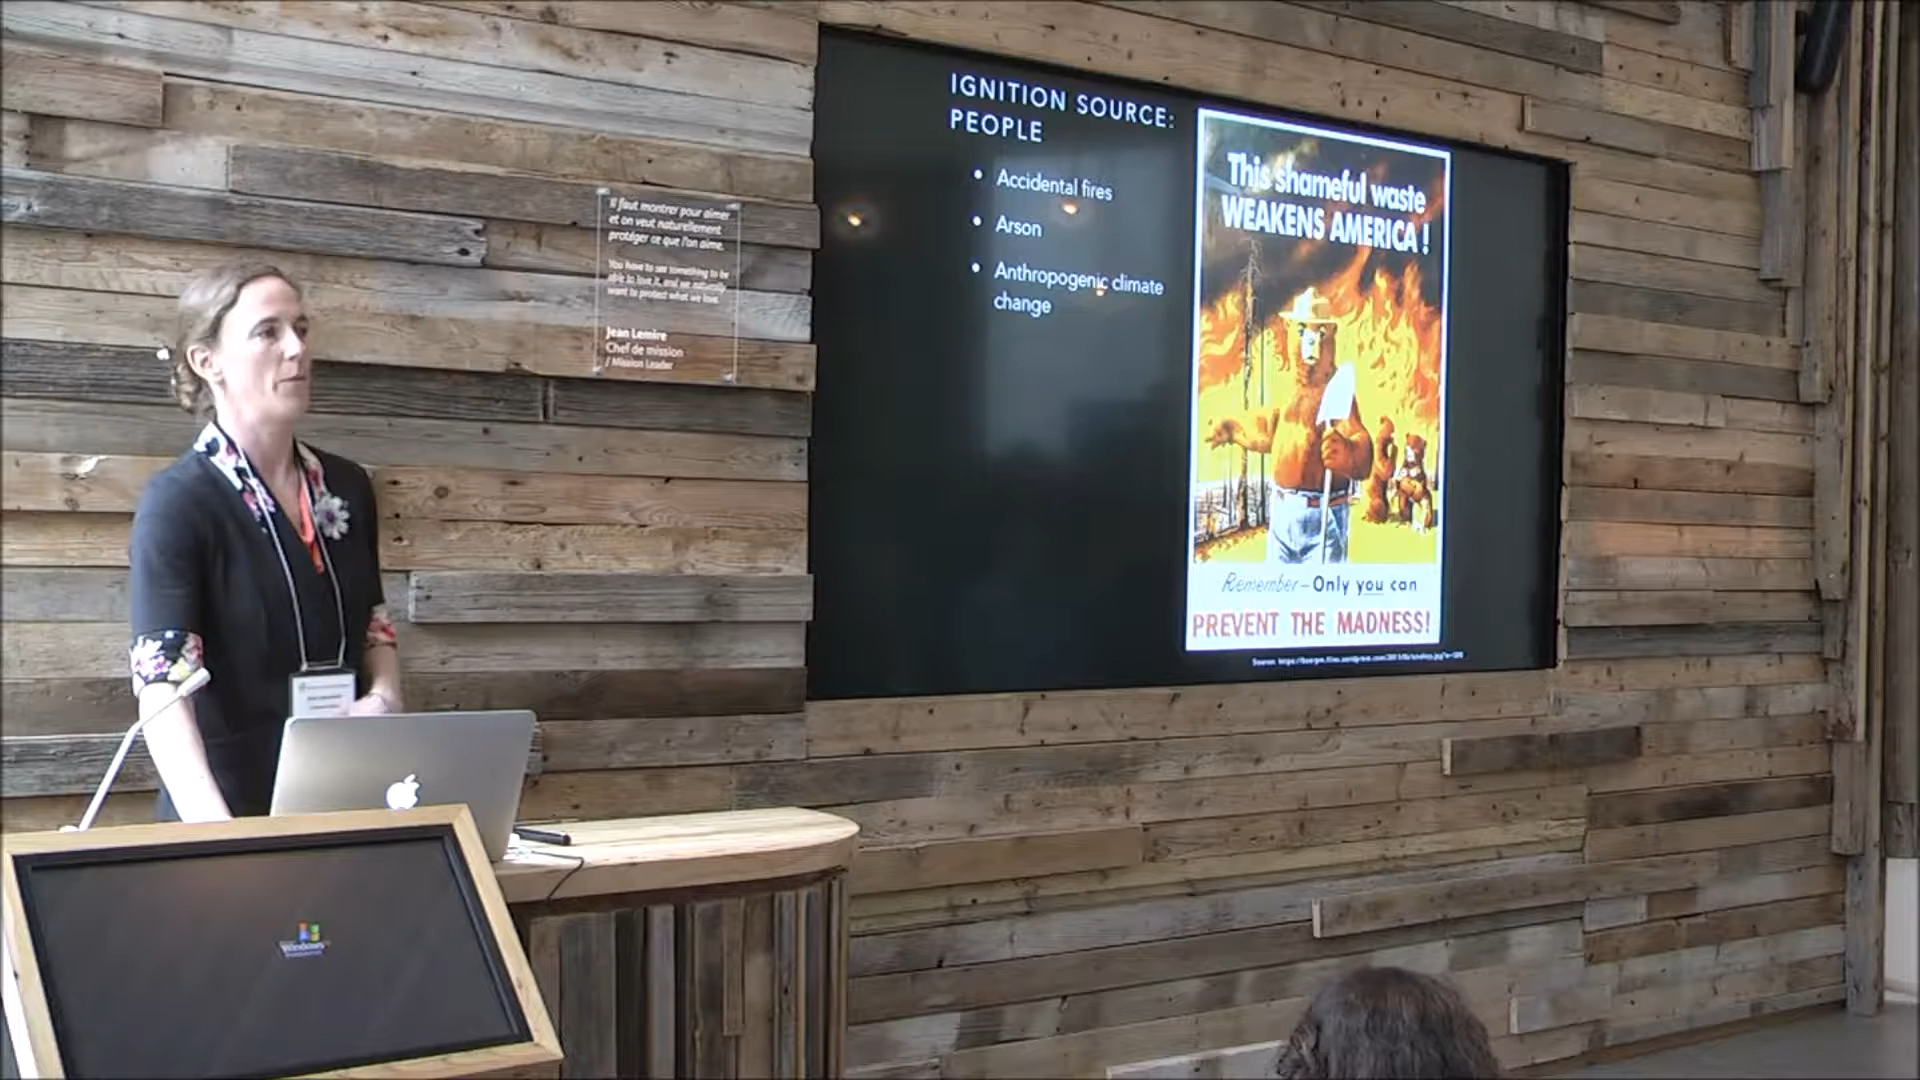 IGNITION SOURCE:
PEOPLE
• Accidental fires
• Arson
• Anthropogenic climate
change
This shameful waste
WEAKENS AMERICA!
Remember – Only you can
PREVENT THE MADNESS!
Il faut montrer pour aimer
et on veut naturellement
protéger ce que l'on aime.
You have to see something to be
able to love it, and we naturally
want to protect what we love.
Jean Lemire
Chef de mission
/ Mission Leader
Windows